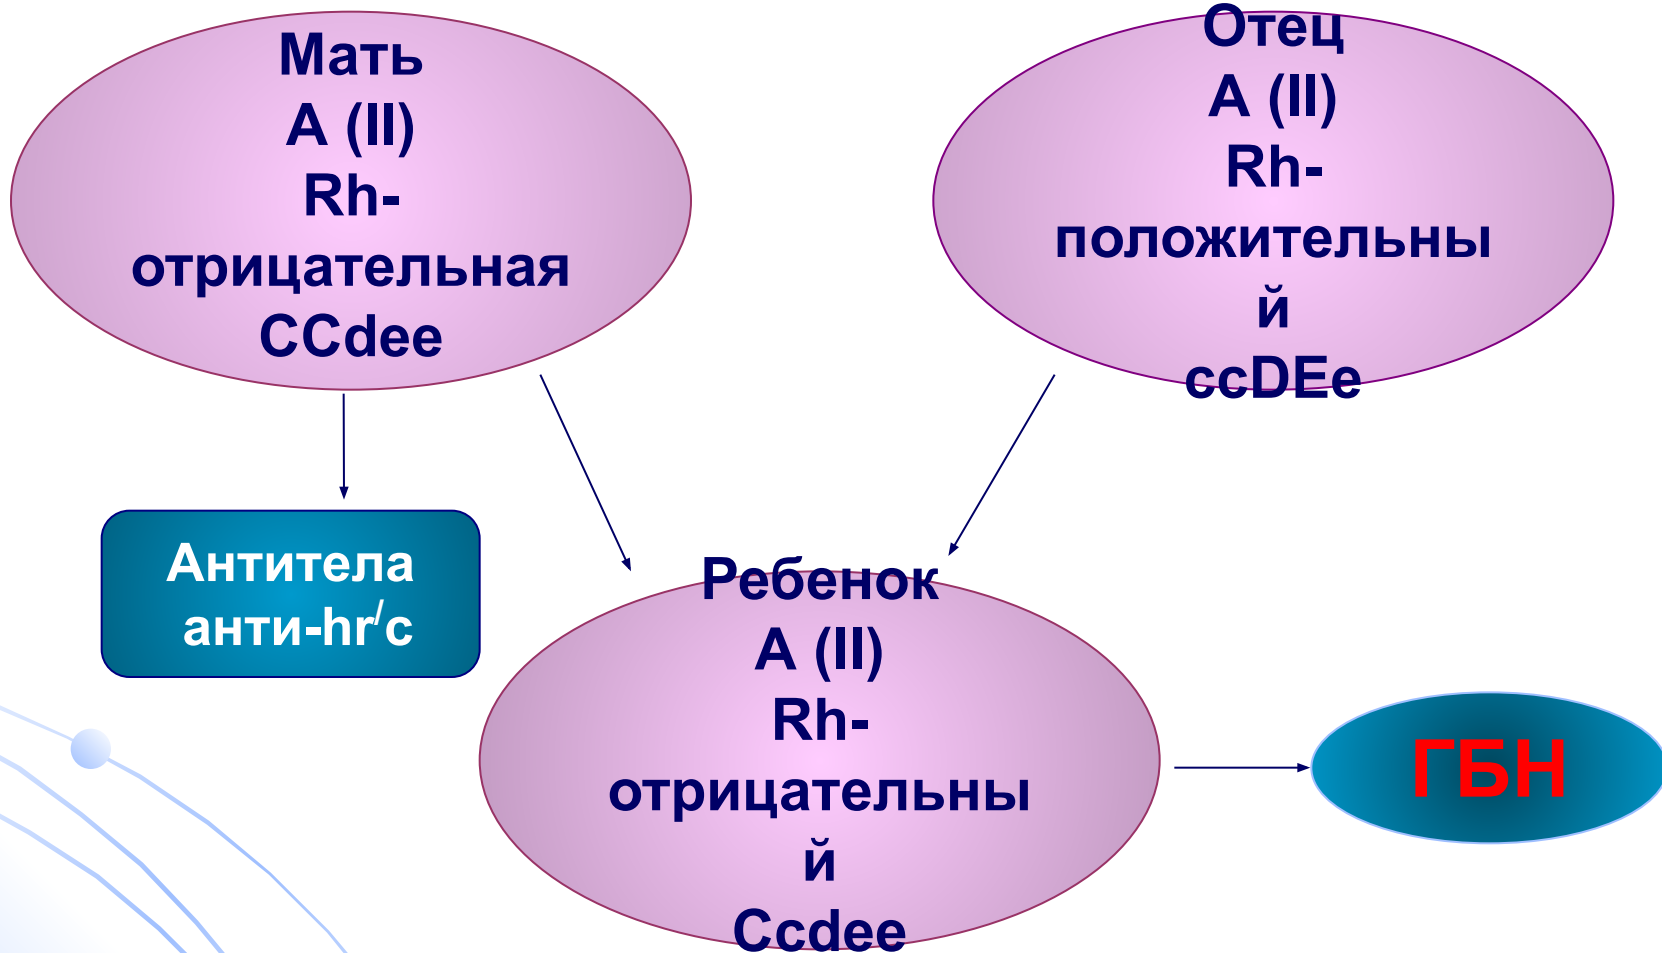 Мать
А (II)
Rh-
отрицательная
CCdee
Отец
А (II)
Rh-
положительны
й
ccDEe
Антитела
анти-hr/с
Ребенок
А (II)
Rh-
отрицательны
й
Ccdee
ГБН